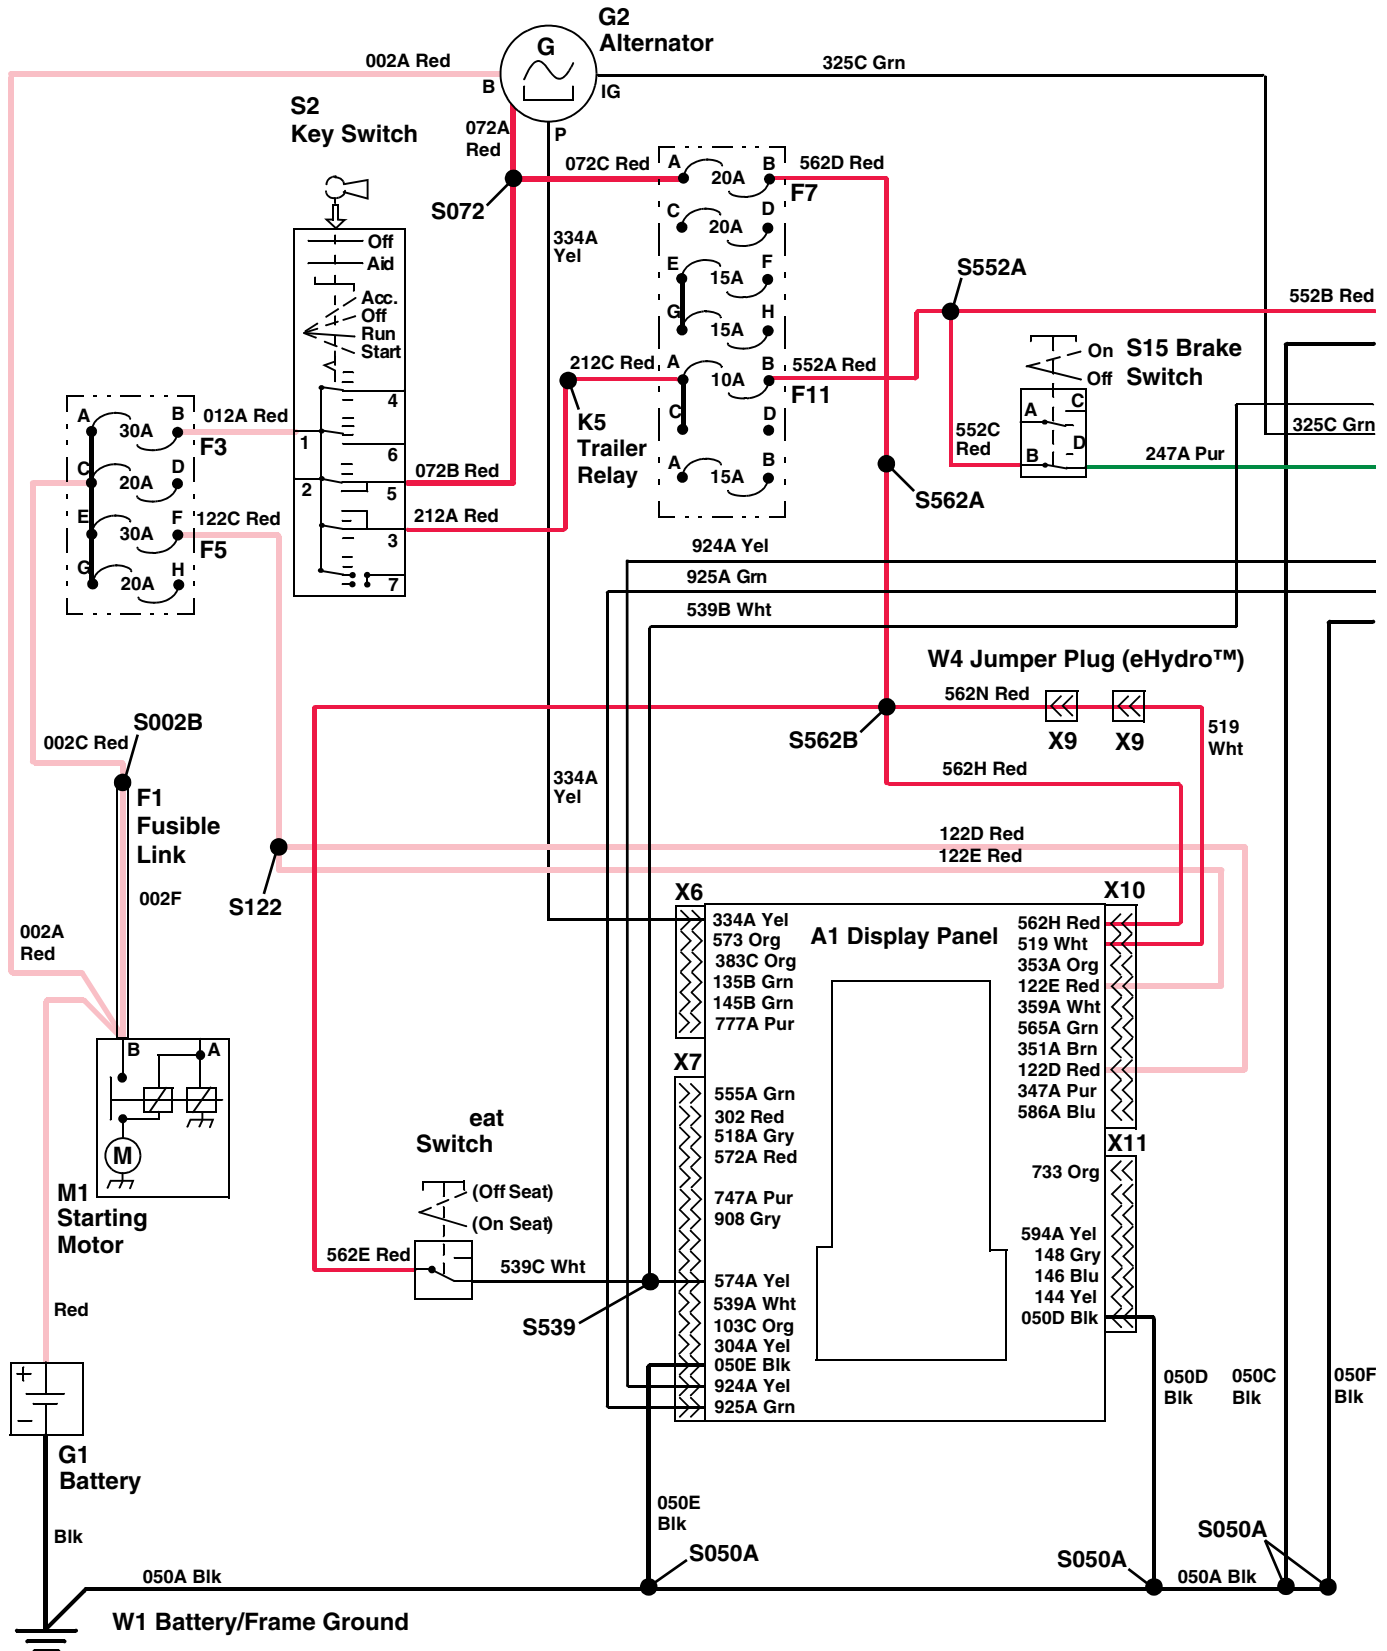 G2
Alternator
002A Red
G
325C Grn
B
IG
S2
Key Switch
072A
Red
P
072C Red
A
20A
B
562D Red
F7
S072
C
20A
D
334A
Yel
Off
Aid
E
15A
F
S552A
Acc.
Off
Run
Start
G
15A
H
552B Red
212C Red
A
10A
B
552A Red
F11
On
Off
S15 Brake
Switch
K5
Trailer
Relay
C
D
A
C
D
B
552C
Red
325C Grn
247A Pur
A
30A
B
012A Red
F3
1
4
6
2
5
3
7
072B Red
212A Red
A
15A
B
C
20A
D
S562A
E
30A
F
122C Red
F5
G
20A
H
924A Yel
925A Grn
539B Wht
W4 Jumper Plug (eHydro™)
562N Red
X9
X9
519
Wht
S002B
002C Red
S562B
562H Red
F1
Fusible
Link
334A
Yel
122D Red
122E Red
002F
S122
002A
Red
X6
334A Yel
573 Org
383C Org
135B Grn
145B Grn
777A Pur
A1 Display Panel
X10
562H Red
519 Wht
353A Org
122E Red
359A Wht
565A Grn
351A Brn
122D Red
347A Pur
586A Blu
B
A
M
M1
Starting
Motor
X7
555A Grn
302 Red
518A Gry
572A Red
747A Pur
908 Gry
574A Yel
539A Wht
103C Org
304A Yel
050E Blk
924A Yel
925A Grn
X11
733 Org
594A Yel
148 Gry
146 Blu
144 Yel
050D Blk
eat
Switch
(Off Seat)
(On Seat)
562E Red
539C Wht
S539
Red
+
−
G1
Battery
050D
Blk
050C
Blk
050F
Blk
050E
Blk
Blk
S050A
S050A
S050A
050A Blk
050A Blk
W1 Battery/Frame Ground